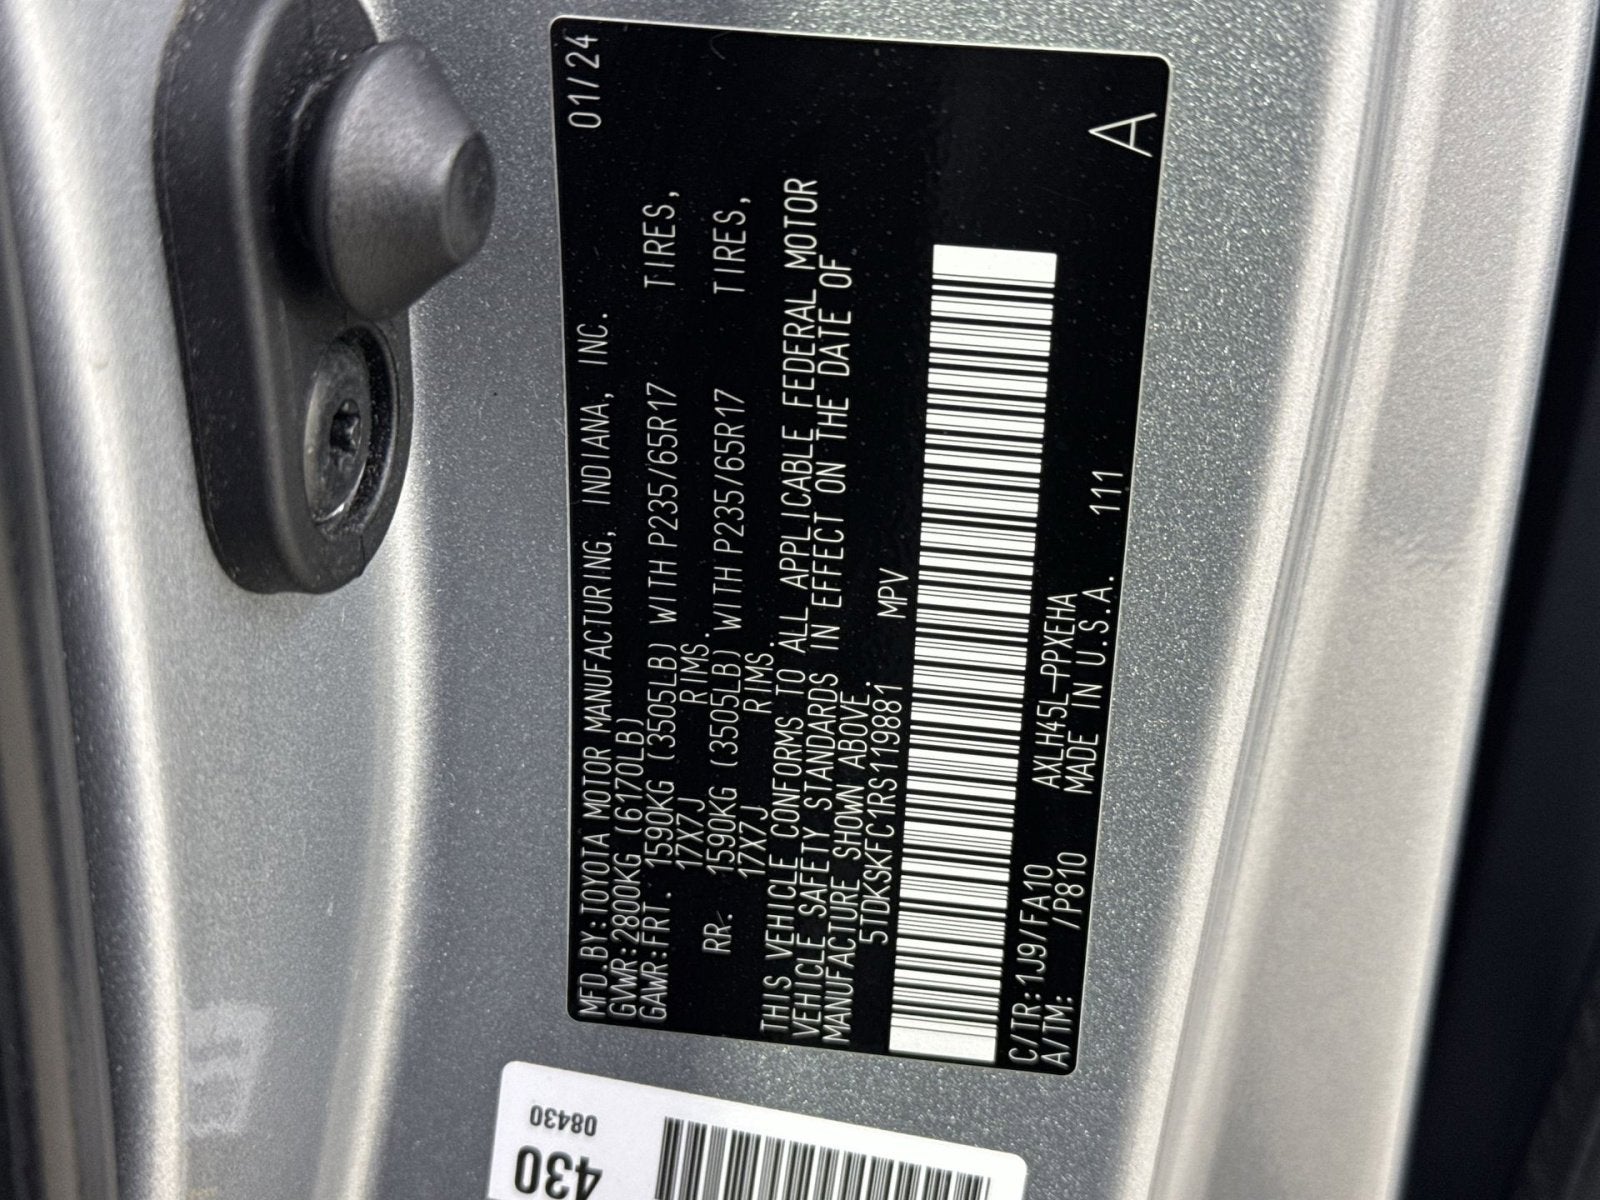 01/24
MFD.BY:TOYOTA MOTOR MANUFACTURING, INDIANA, INC.
GVWR:2800KG (6170LB)
GAWR:FRT. 1590KG (3505LB) WITH P235/65R17 TIRES,
17X7J RIMS.
RR. 1590KG (3505LB) WITH P235/65R17 TIRES,
17X7J RIMS.
THIS VEHICLE CONFORMS TO ALL APPLICABLE FEDERAL MOTOR
VEHICLE SAFETY STANDARDS IN EFFECT ON THE DATE OF
MANUFACTURE SHOWN ABOVE.
5TDKSKFC1RS119881 MPV
C/TR:1J9/FA10 AXLH45L-PPXEHA
A/TM: /P810 MADE IN U.S.A. 111
A
08430
430